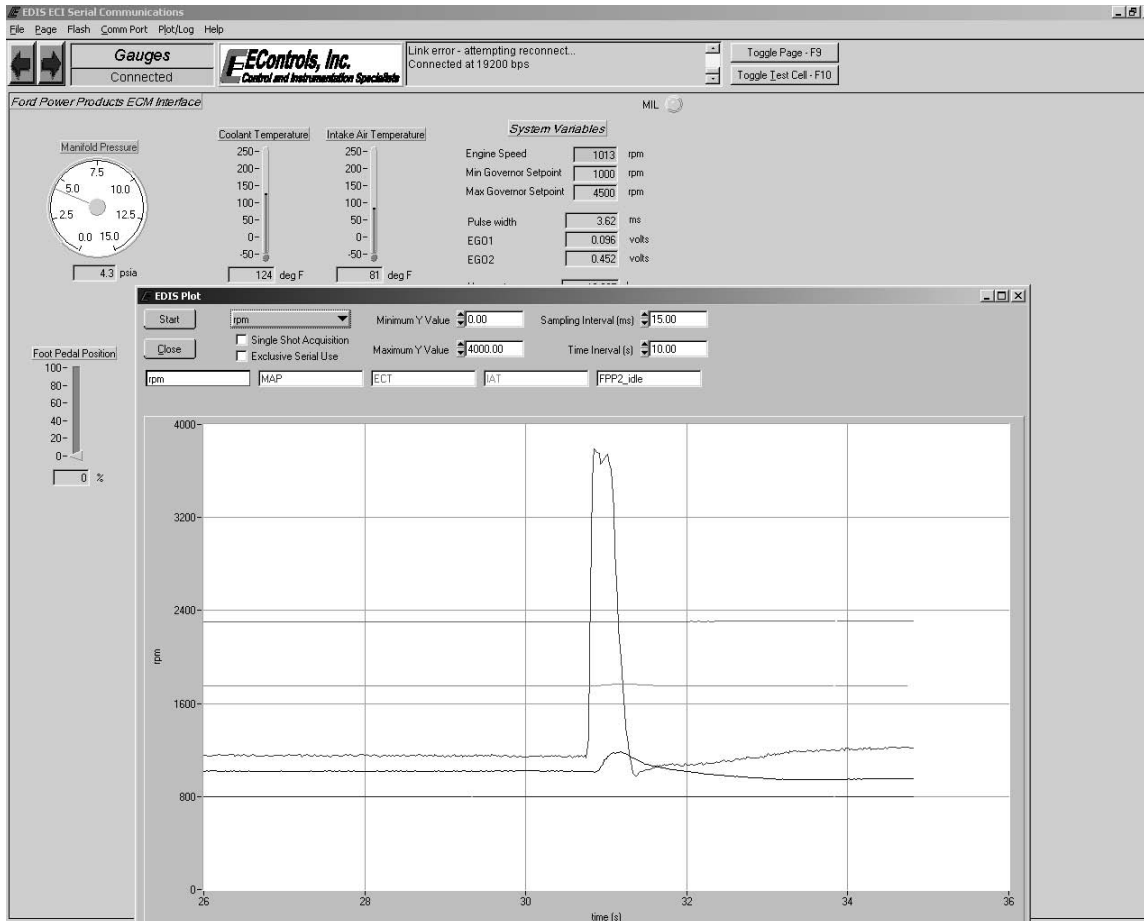 EDIS ECI Serial Communications
File Page Flash Comm Port Plot/Log Help
Gauges
Connected
EControls, Inc.
Control and Instrumentation Specialists
Link error - attempting reconnect...
Connected at 19200 bps
Toggle Page - F9
Toggle Test Cell - F10
Ford Power Products ECM Interface
MIL
Manifold Pressure
7.5
5.0 10.0
2.5 12.5
0.0 15.0
4.3 psia
Coolant Temperature
250
200
150
100
50
0
-50
124 deg F
Intake Air Temperature
250
200
150
100
50
0
-50
81 deg F
System Variables
Engine Speed 1013 rpm
Min Governor Setpoint 1000 rpm
Max Governor Setpoint 4500 rpm
Pulse width 3.62 ms
EGO1 0.096 volts
EGO2 0.452 volts
Foot Pedal Position
100
80
60
40
20
0
0 %
EDIS Plot
Start rpm Minimum Y Value 0.00 Sampling Interval (ms) 15.00
Single Shot Acquisition
Close Exclusive Serial Use Maximum Y Value 4000.00 Time Inerval (s) 10.00
rpm MAP ECT IAT FPP2_idle
4000
3200
2400
1600
800
0
rpm
26 28 30 32 34 36
time (s)